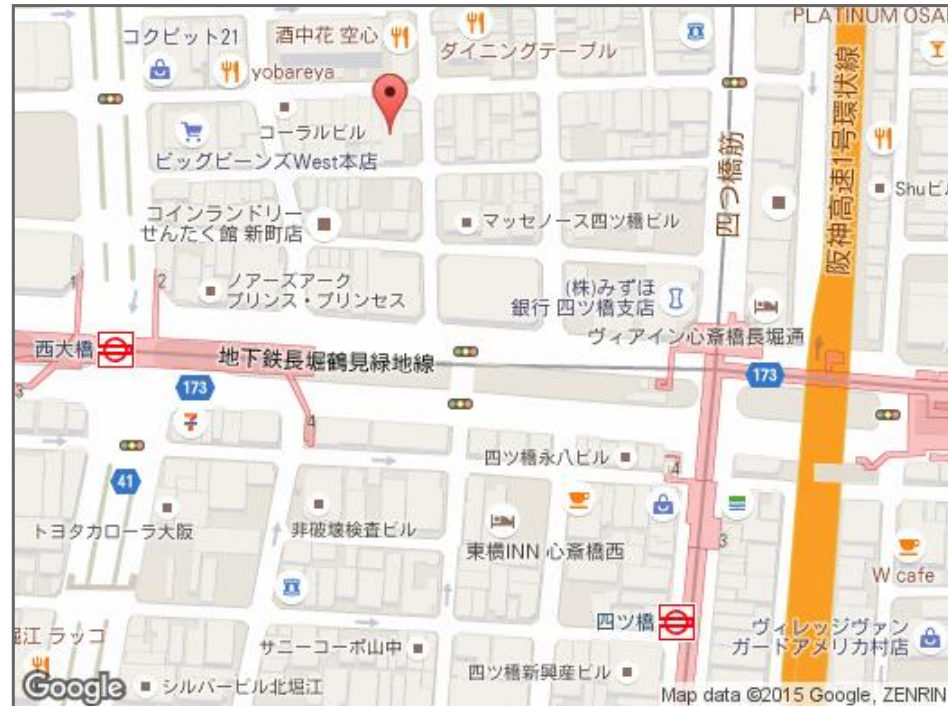 PLATINUM OSA
コクピット21
酒中花 空心
ダイニングテーブル
yobareya
コーラルビル
ビッグビーンズWest本店
四つ橋筋
阪神高速1号環状線
Shuビ
コインランドリー
せんたく館 新町店
マッセノース四ツ橋ビル
1
2
ノアーズアーク
プリンス・プリンセス
(株)みずほ
銀行 四ツ橋支店
ヴィアイン心斎橋長堀通
西大橋
地下鉄長堀鶴見緑地線
173
173
3
7
4
四ツ橋永八ビル
4
41
トヨタカローラ大阪
非破壊検査ビル
東横INN 心斎橋西
3
W cafe
四ツ橋
ヴィレッジヴァン
ガードアメリカ村店
堀江 ラッコ
サニーコーポ山中
四ツ橋新興産ビル
Google
シルバービル北堀江
Map data ©2015 Google, ZENRIN